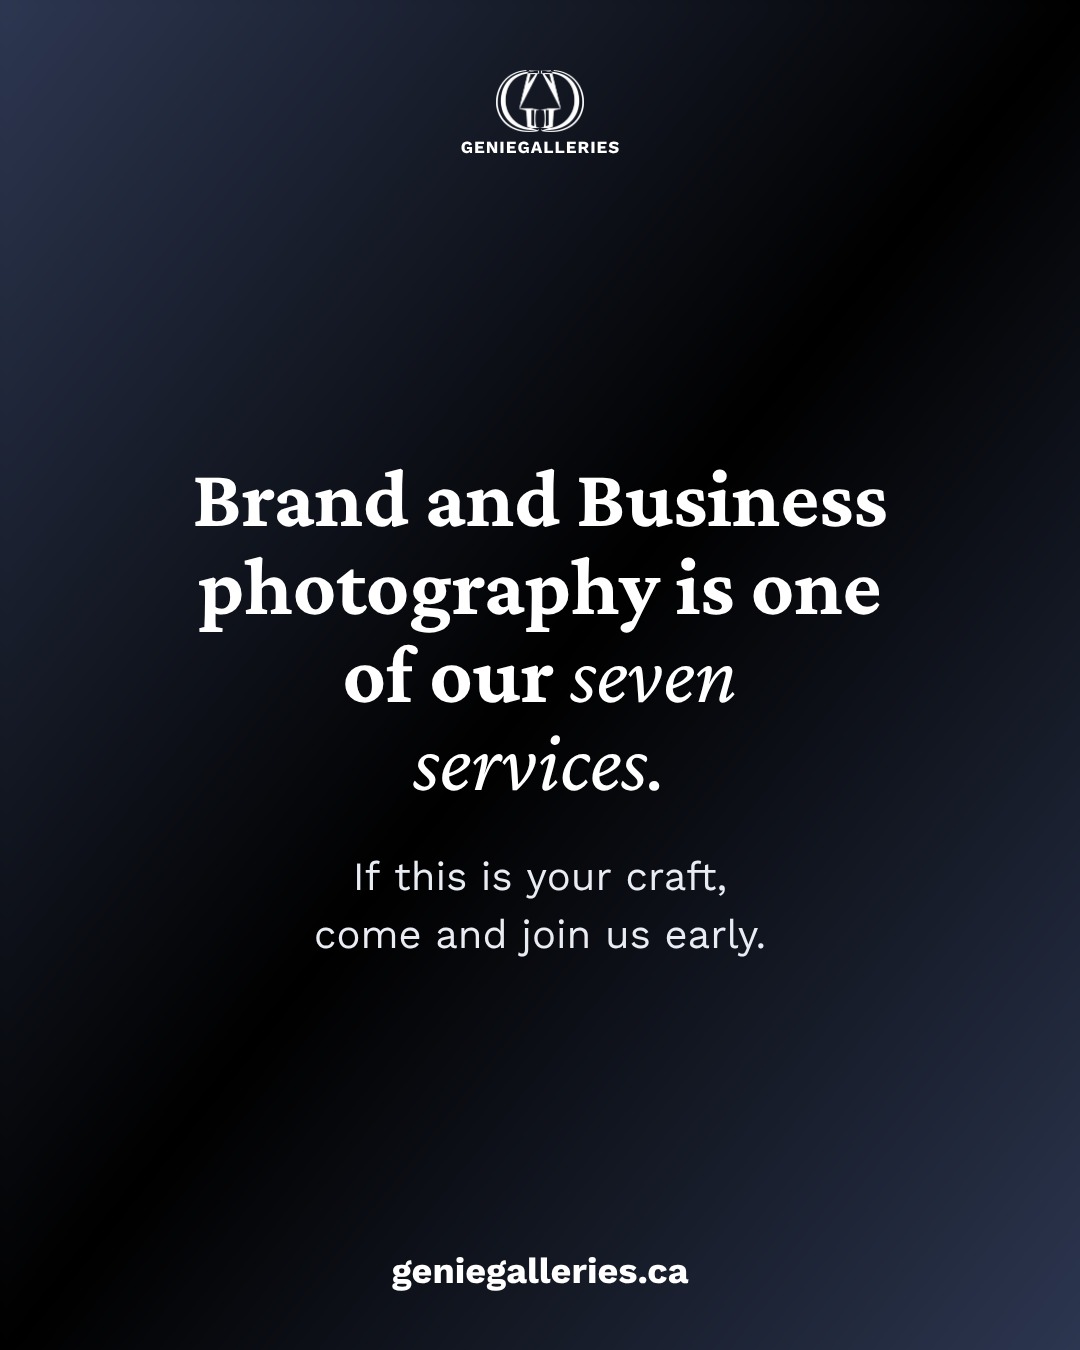 GENIEGALLERIES
Brand and Business
photography is one
of our seven
services.
If this is your craft,
come and join us early.
geniegalleries.ca